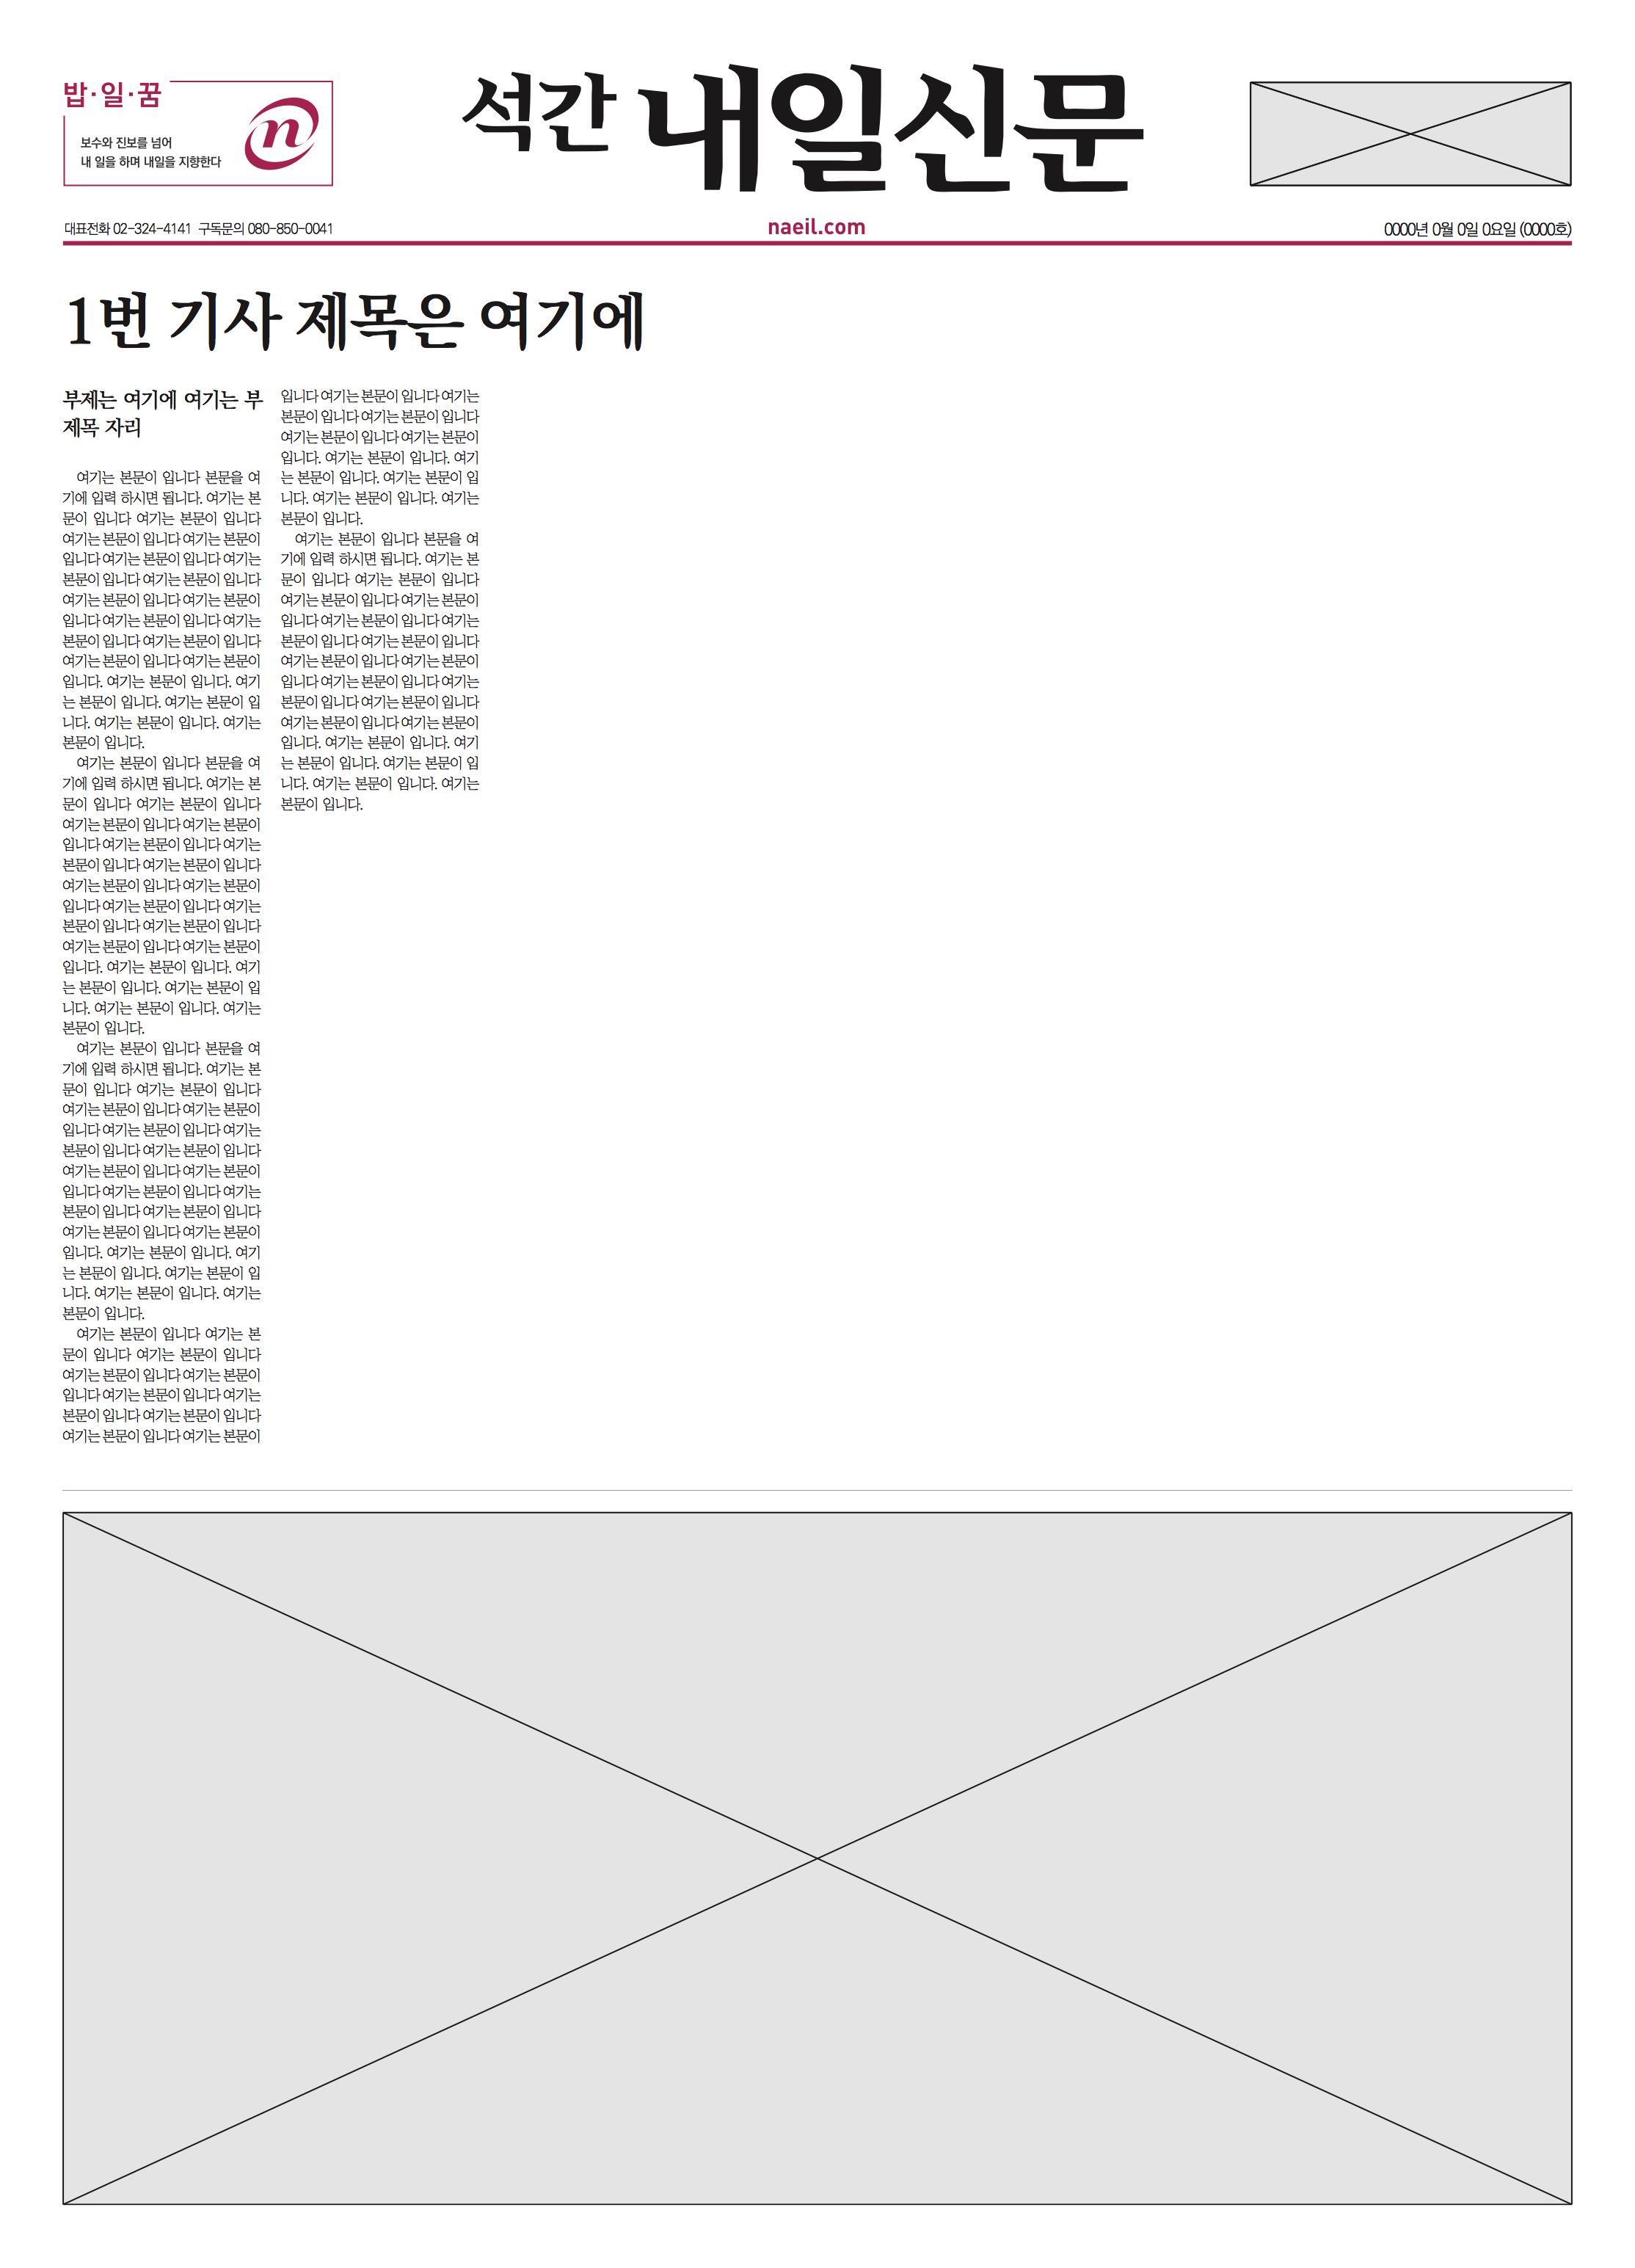 밥·일·꿈
보수와 진보를 넘어
내 일을 하며 내일을 지향한다
n
석간 내일신문
대표전화 02-324-4141 구독문의 080-850-0041
naeil.com
0000년 0월 0일 0요일 (0000호)
1번 기사 제목은 여기에
부제는 여기에 여기는 부
제목 자리
여기는 본문이 입니다 본문을 여
기에 입력 하시면 됩니다. 여기는 본
문이 입니다 여기는 본문이 입니다
여기는 본문이 입니다 여기는 본문이
입니다 여기는 본문이 입니다 여기는
본문이 입니다 여기는 본문이 입니다
여기는 본문이 입니다 여기는 본문이
입니다 여기는 본문이 입니다 여기는
본문이 입니다 여기는 본문이 입니다
여기는 본문이 입니다 여기는 본문이
입니다. 여기는 본문이 입니다. 여기
는 본문이 입니다. 여기는 본문이 입
니다. 여기는 본문이 입니다. 여기는
본문이 입니다.
여기는 본문이 입니다 본문을 여
기에 입력 하시면 됩니다. 여기는 본
문이 입니다 여기는 본문이 입니다
여기는 본문이 입니다 여기는 본문이
입니다 여기는 본문이 입니다 여기는
본문이 입니다 여기는 본문이 입니다
여기는 본문이 입니다 여기는 본문이
입니다 여기는 본문이 입니다 여기는
본문이 입니다 여기는 본문이 입니다
여기는 본문이 입니다 여기는 본문이
입니다. 여기는 본문이 입니다. 여기
는 본문이 입니다. 여기는 본문이 입
니다. 여기는 본문이 입니다. 여기는
본문이 입니다.
여기는 본문이 입니다 본문을 여
기에 입력 하시면 됩니다. 여기는 본
문이 입니다 여기는 본문이 입니다
여기는 본문이 입니다 여기는 본문이
입니다 여기는 본문이 입니다 여기는
본문이 입니다 여기는 본문이 입니다
여기는 본문이 입니다 여기는 본문이
입니다 여기는 본문이 입니다 여기는
본문이 입니다 여기는 본문이 입니다
여기는 본문이 입니다 여기는 본문이
입니다. 여기는 본문이 입니다. 여기
는 본문이 입니다. 여기는 본문이 입
니다. 여기는 본문이 입니다. 여기는
본문이 입니다.
여기는 본문이 입니다 여기는 본
문이 입니다 여기는 본문이 입니다
여기는 본문이 입니다 여기는 본문이
입니다 여기는 본문이 입니다 여기는
본문이 입니다 여기는 본문이 입니다
여기는 본문이 입니다 여기는 본문이
입니다 여기는 본문이 입니다 여기는
본문이 입니다 여기는 본문이 입니다
여기는 본문이 입니다 여기는 본문이
입니다. 여기는 본문이 입니다. 여기
는 본문이 입니다. 여기는 본문이 입
니다. 여기는 본문이 입니다. 여기는
본문이 입니다.
여기는 본문이 입니다 본문을 여
기에 입력 하시면 됩니다. 여기는 본
문이 입니다 여기는 본문이 입니다
여기는 본문이 입니다 여기는 본문이
입니다 여기는 본문이 입니다 여기는
본문이 입니다 여기는 본문이 입니다
여기는 본문이 입니다 여기는 본문이
입니다 여기는 본문이 입니다 여기는
본문이 입니다 여기는 본문이 입니다
여기는 본문이 입니다 여기는 본문이
입니다. 여기는 본문이 입니다. 여기
는 본문이 입니다. 여기는 본문이 입
니다. 여기는 본문이 입니다. 여기는
본문이 입니다.